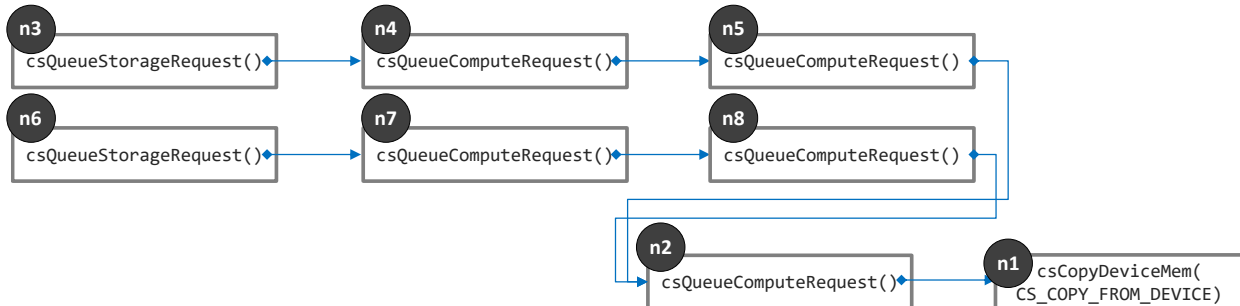 n3
n4
n5
csQueueStorageRequest()
csQueueComputeRequest()
csQueueComputeRequest()
n6
n7
n8
csQueueStorageRequest()
csQueueComputeRequest()
csQueueComputeRequest()
n2
n1
csCopyDeviceMem(
csQueueComputeRequest()
CS_COPY_FROM_DEVICE)